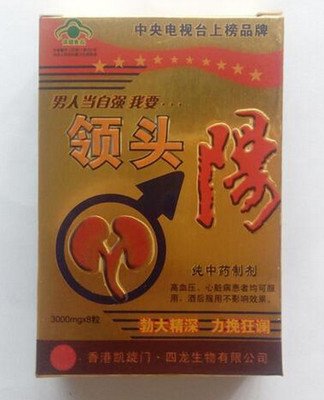 中央电视台上榜品牌
男人当自强 我要···
领头
陽
纯中药制剂
高血压、心脏病患者均可服
用、酒后服用不影响效果。
3000mgx8粒
勃大精深 力挽狂澜
香港凯旋门·四龙生物有限公司